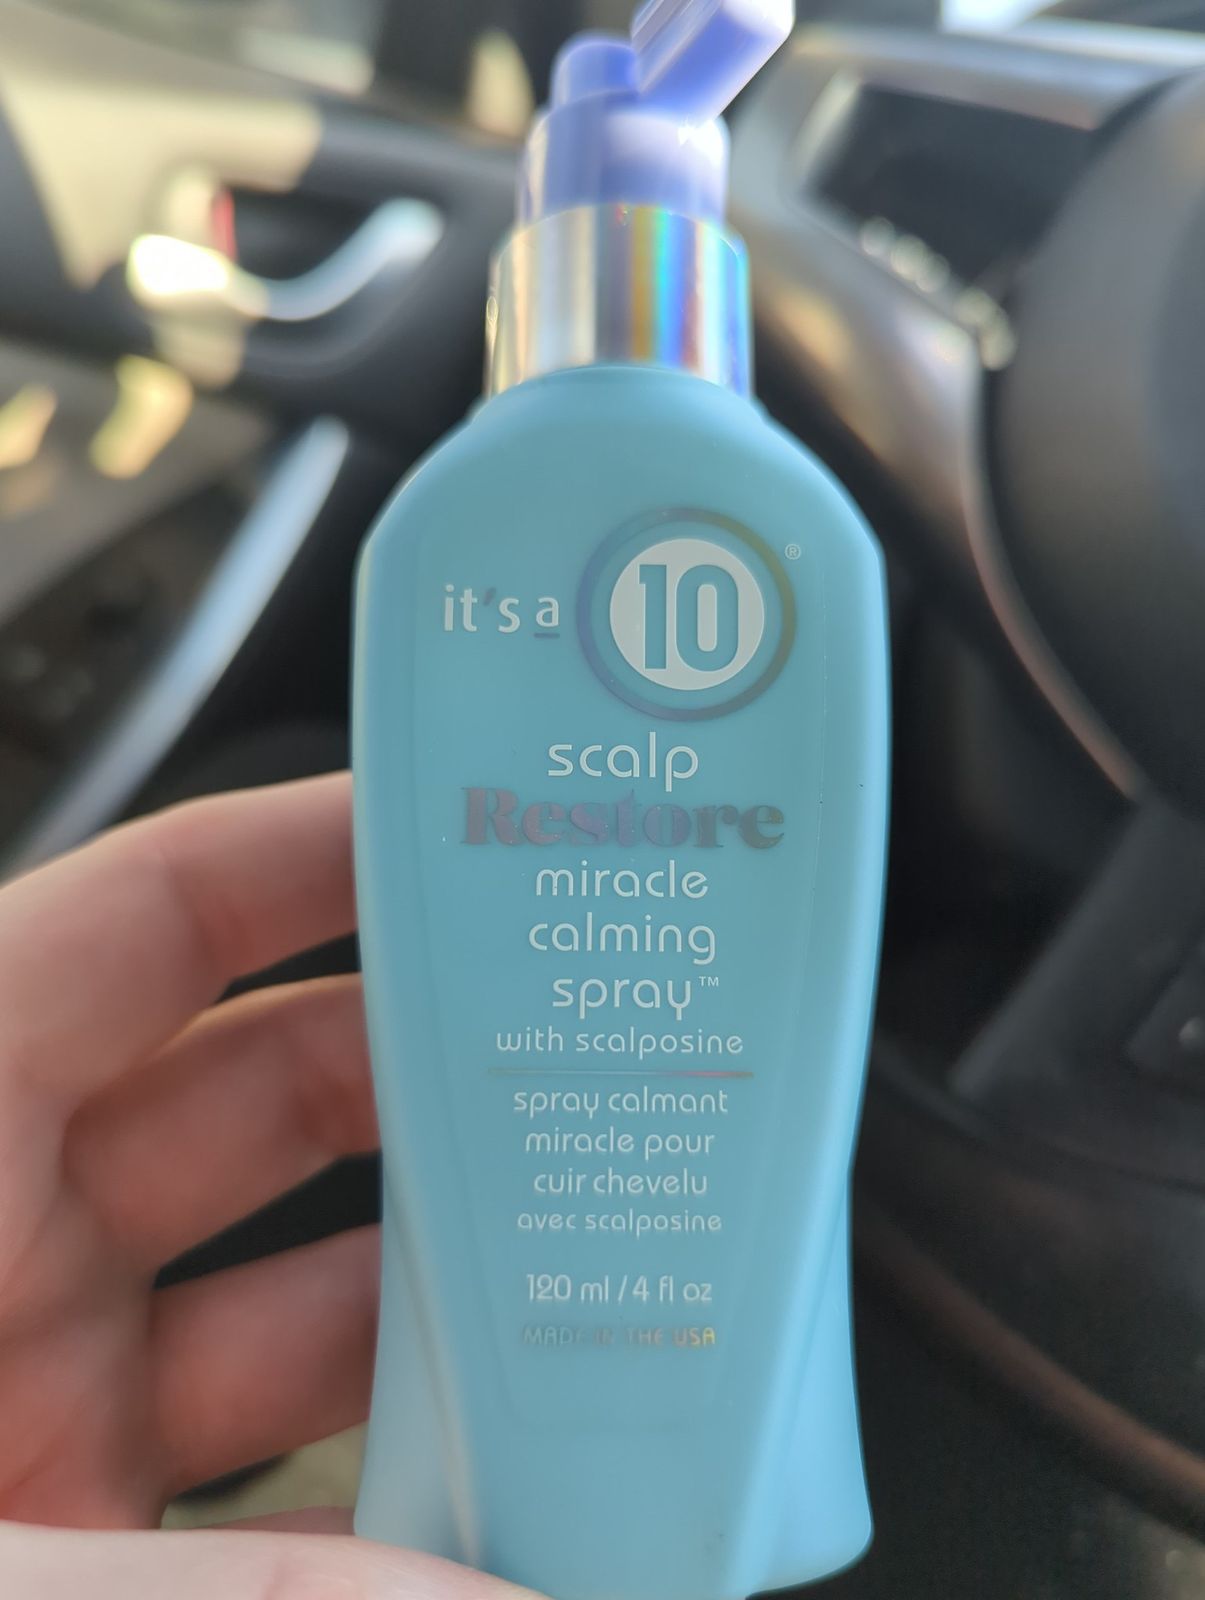 it's a 10®
scalp
Restore
miracle
calming
spray™
with scalposine
spray calmant
miracle pour
cuir chevelu
avec scalposine
120 ml / 4 fl oz
MADE IN THE USA